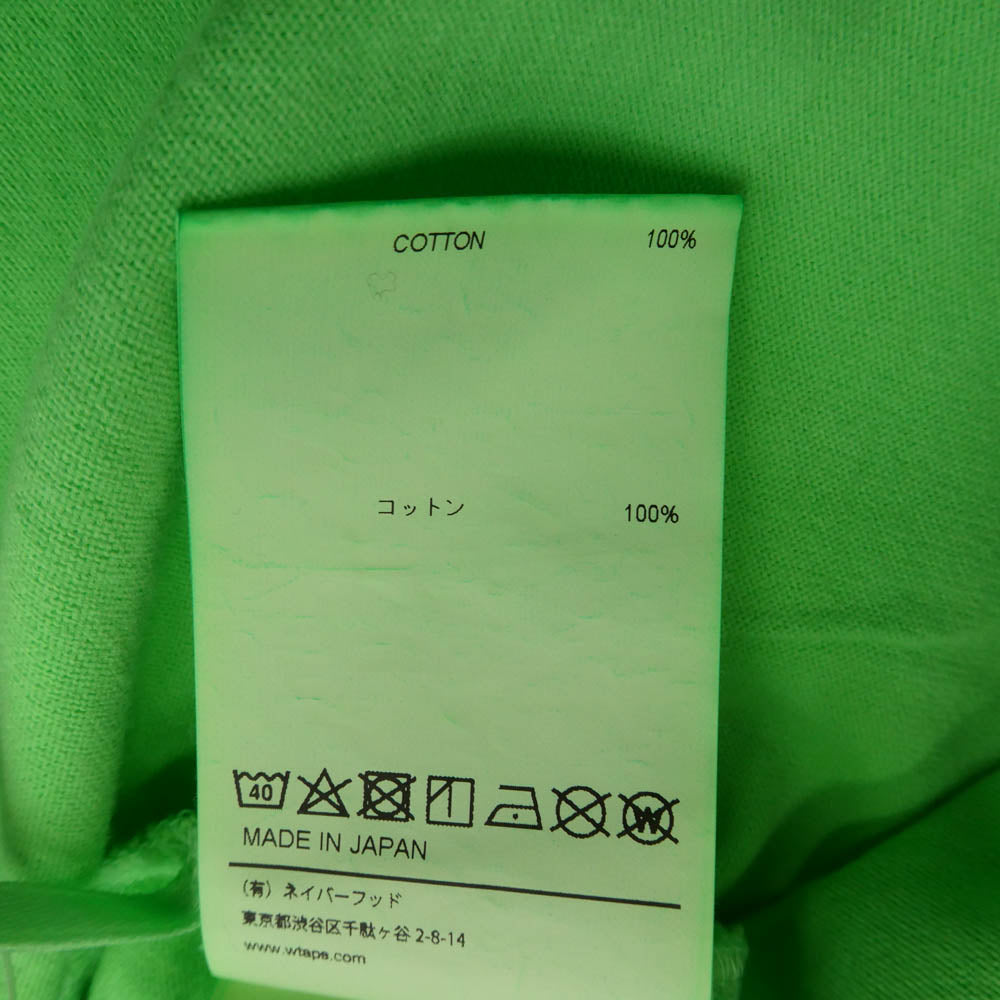 COTTON 100%
コットン 100%
40
W
MADE IN JAPAN
(有) ネイバーフッド
東京都渋谷区千駄ヶ谷 2-8-14
www.wtaps.com